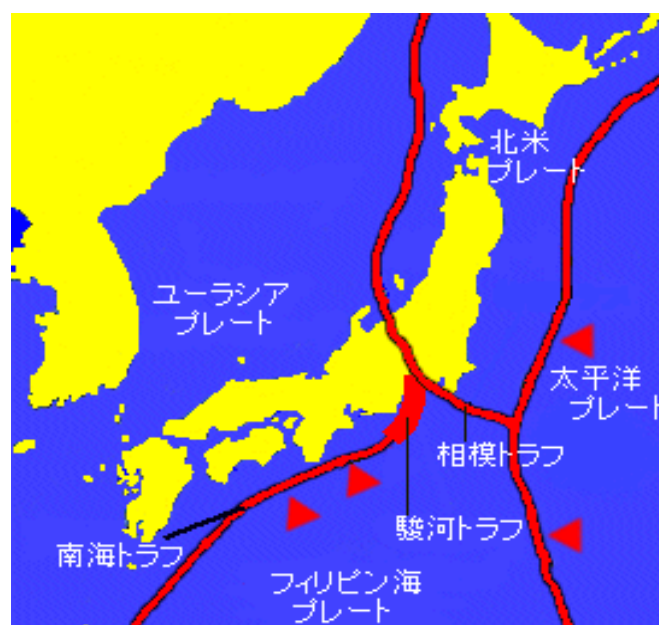 北米
プレート
ユーラシア
プレート
太平洋
プレート
相模トラフ
駿河トラフ
南海トラフ
フィリピン海
プレート